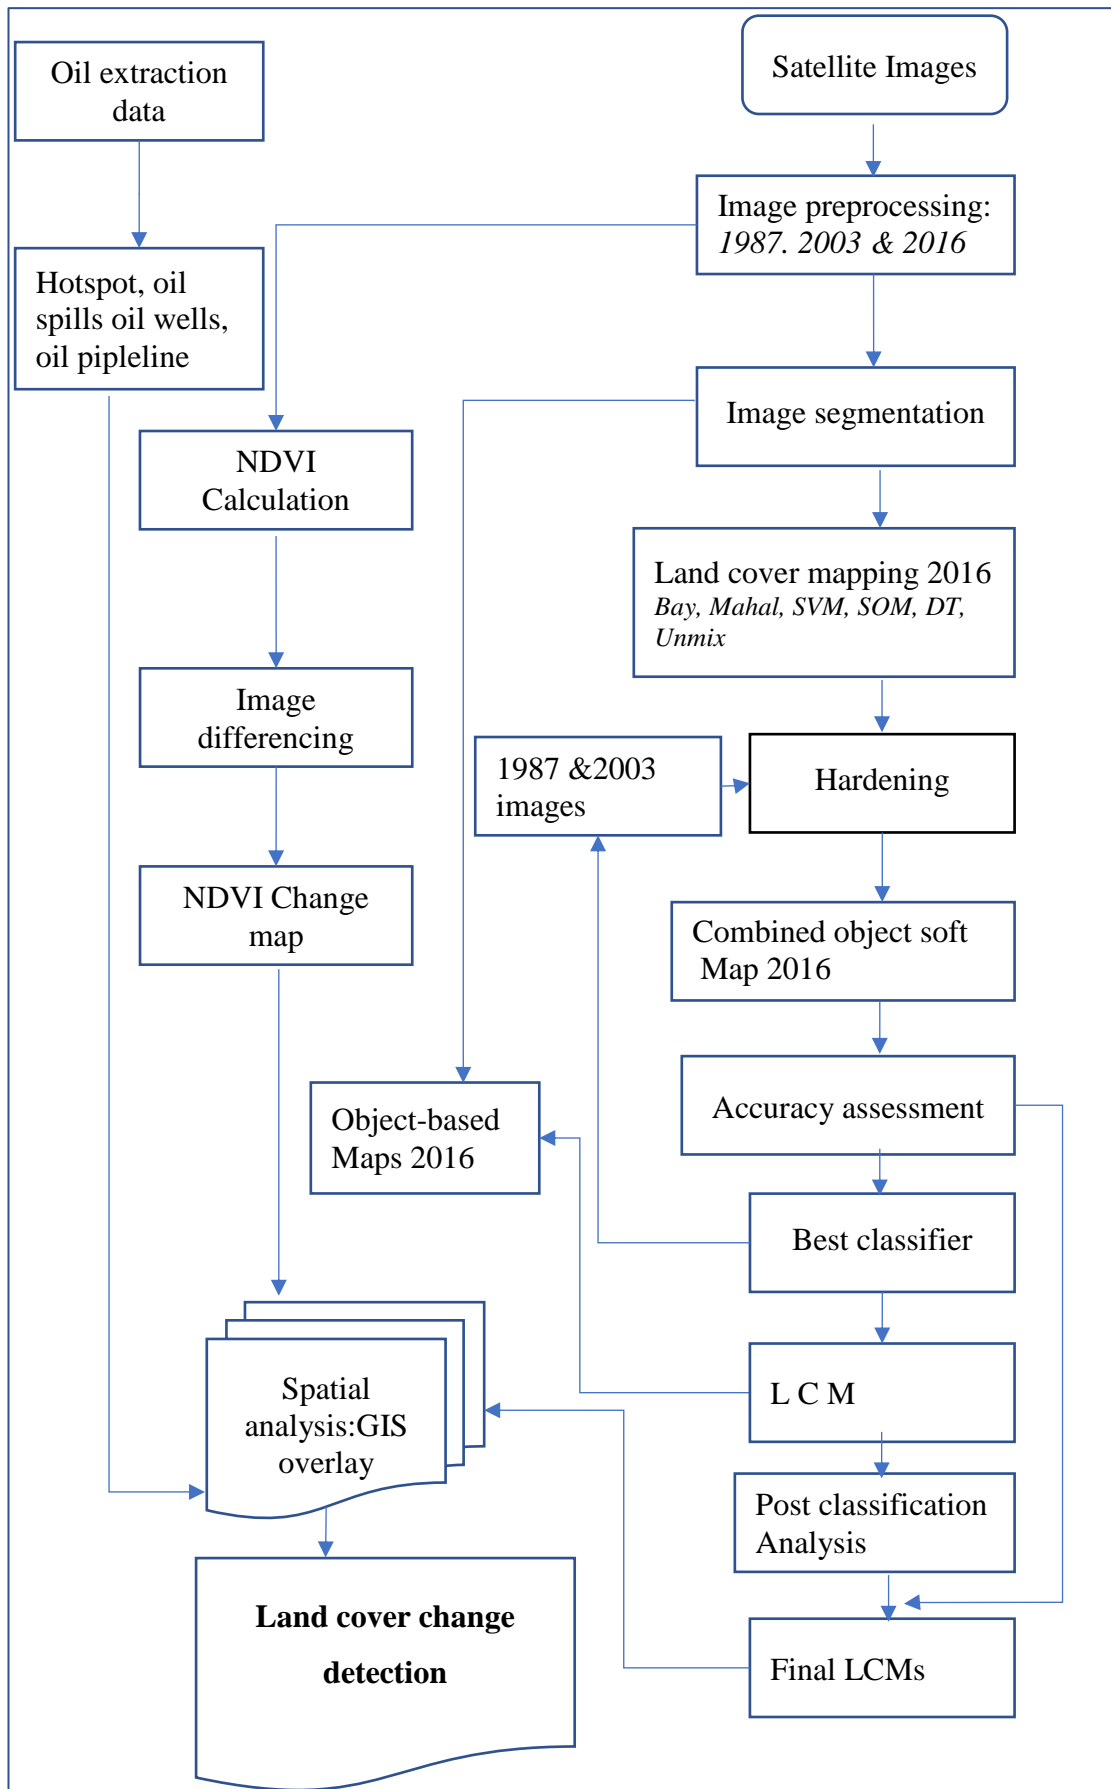 Oil extraction
data
Satellite Images
Image preprocessing:
1987. 2003 & 2016
Hotspot, oil
spills oil wells,
oil pipleline
Image segmentation
NDVI
Calculation
Land cover mapping 2016
Bay, Mahal, SVM, SOM, DT,
Unmix
Image
differencing
1987 &2003
images
Hardening
NDVI Change
map
Combined object soft
Map 2016
Object-based
Maps 2016
Accuracy assessment
Best classifier
Spatial
analysis:GIS
overlay
L C M
Post classification
Analysis
Land cover change
detection
Final LCMs